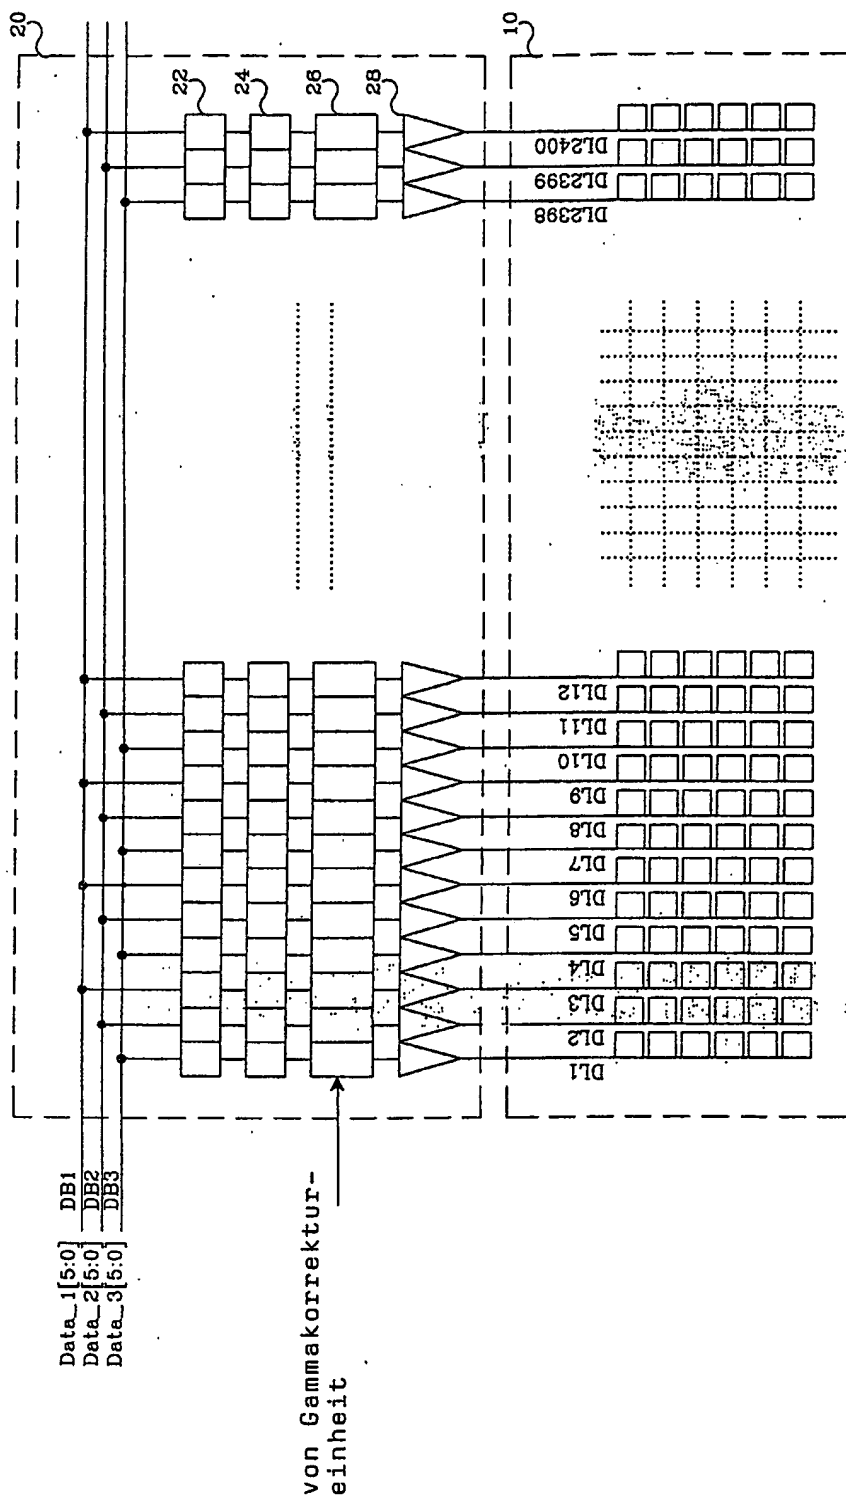 20
22
24
26
28
10
Data_1[5:0] DB1
Data_2[5:0] DB2
Data_3[5:0] DB3
von Gammakorrektur-
einheit
DL1
DL2
DL3
DL4
DL5
DL6
DL7
DL8
DL9
DL10
DL11
DL12
DL2398
DL2399
DL2400